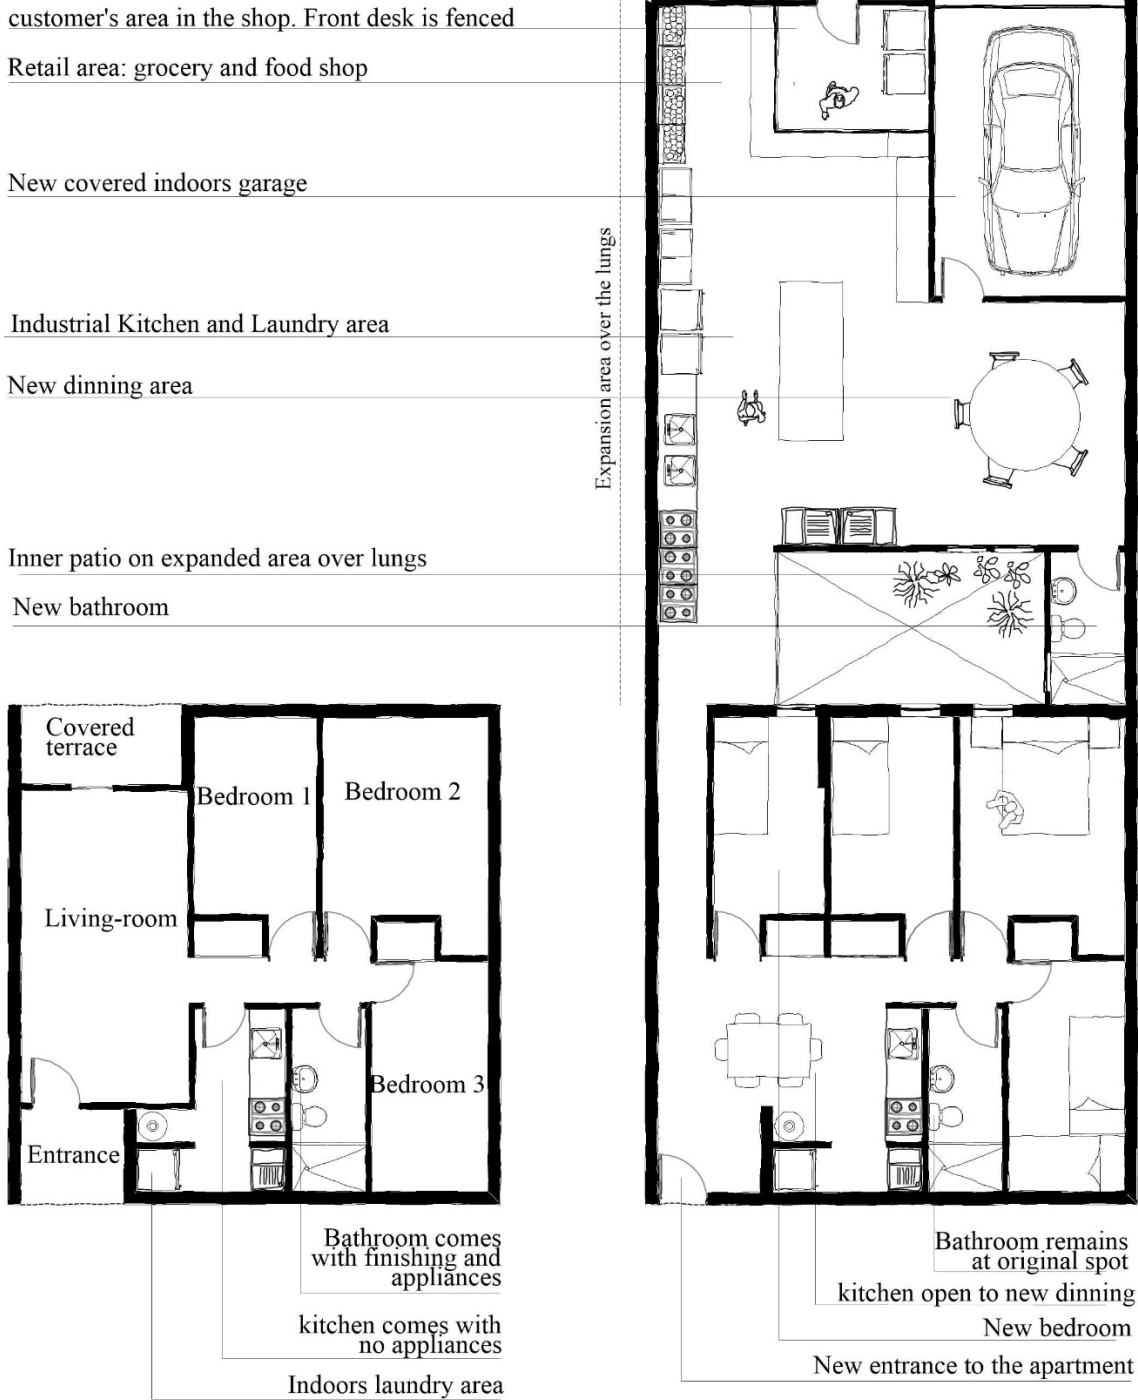 customer's area in the shop. Front desk is fenced
Retail area: grocery and food shop
New covered indoors garage
Expansion area over the lungs
Industrial Kitchen and Laundry area
New dinning area
Inner patio on expanded area over lungs
New bathroom
Covered
terrace
Bedroom 1
Bedroom 2
Living-room
Bedroom 3
Entrance
Bathroom comes
with finishing and
appliances
kitchen comes with
no appliances
Indoors laundry area
Bathroom remains
at original spot
kitchen open to new dinning
New bedroom
New entrance to the apartment